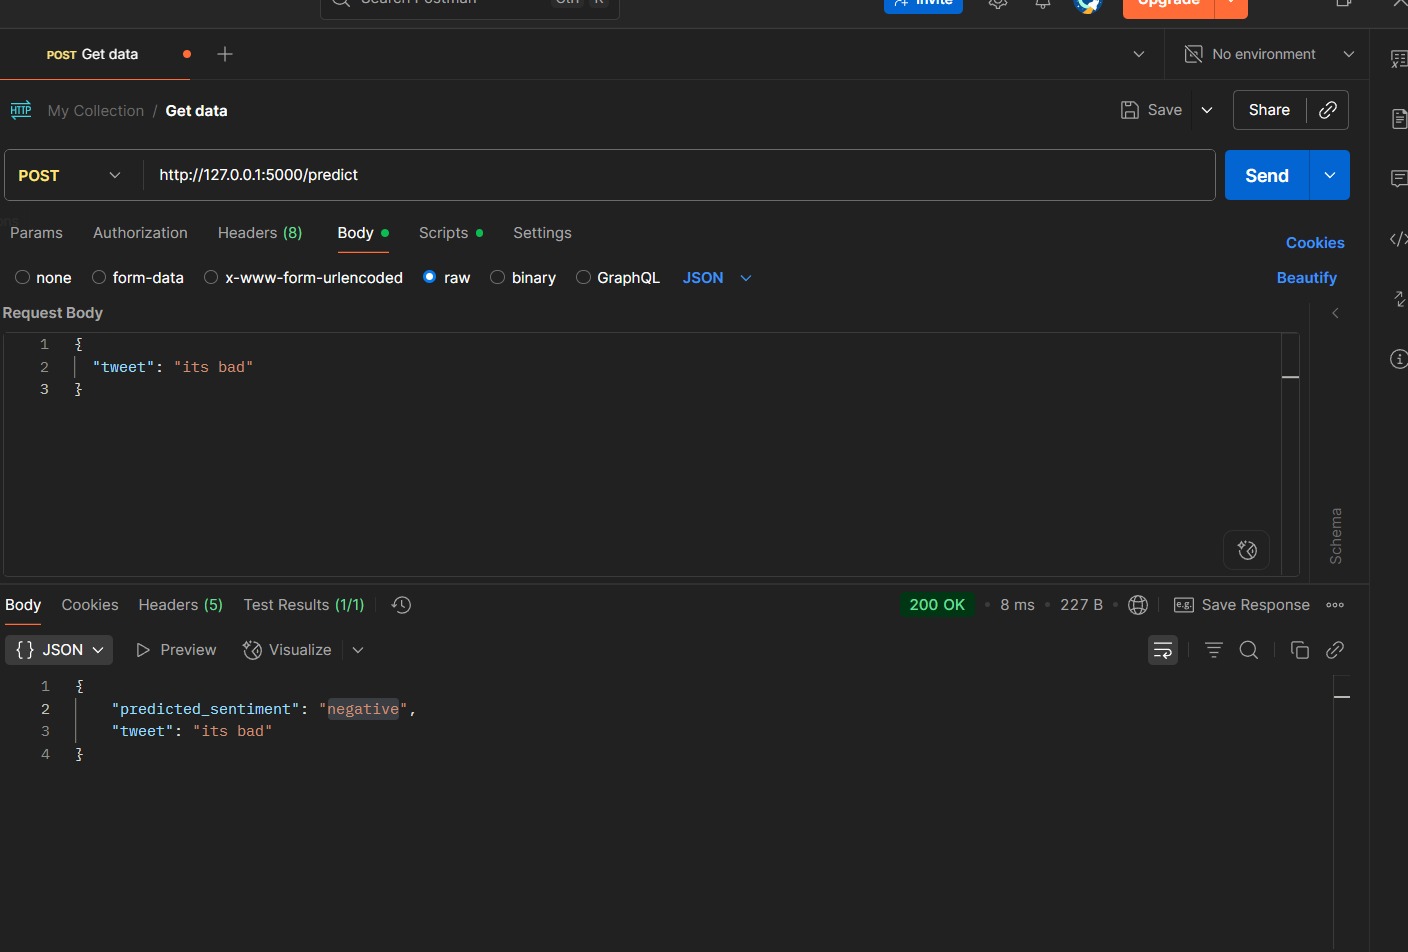 Search Postman Ctrl K Invite Upgrade
POST Get data No environment
HTTP My Collection / Get data Save Share
POST http://127.0.0.1:5000/predict Send
Params Authorization Headers (8) Body Scripts Settings Cookies
none form-data x-www-form-urlencoded raw binary GraphQL JSON Beautify
Request Body
1 {
2 "tweet": "its bad"
3 }
Schema
Body Cookies Headers (5) Test Results (1/1) 200 OK 8 ms 227 B e.g. Save Response
{} JSON Preview Visualize
1 {
2 "predicted_sentiment": "negative",
3 "tweet": "its bad"
4 }